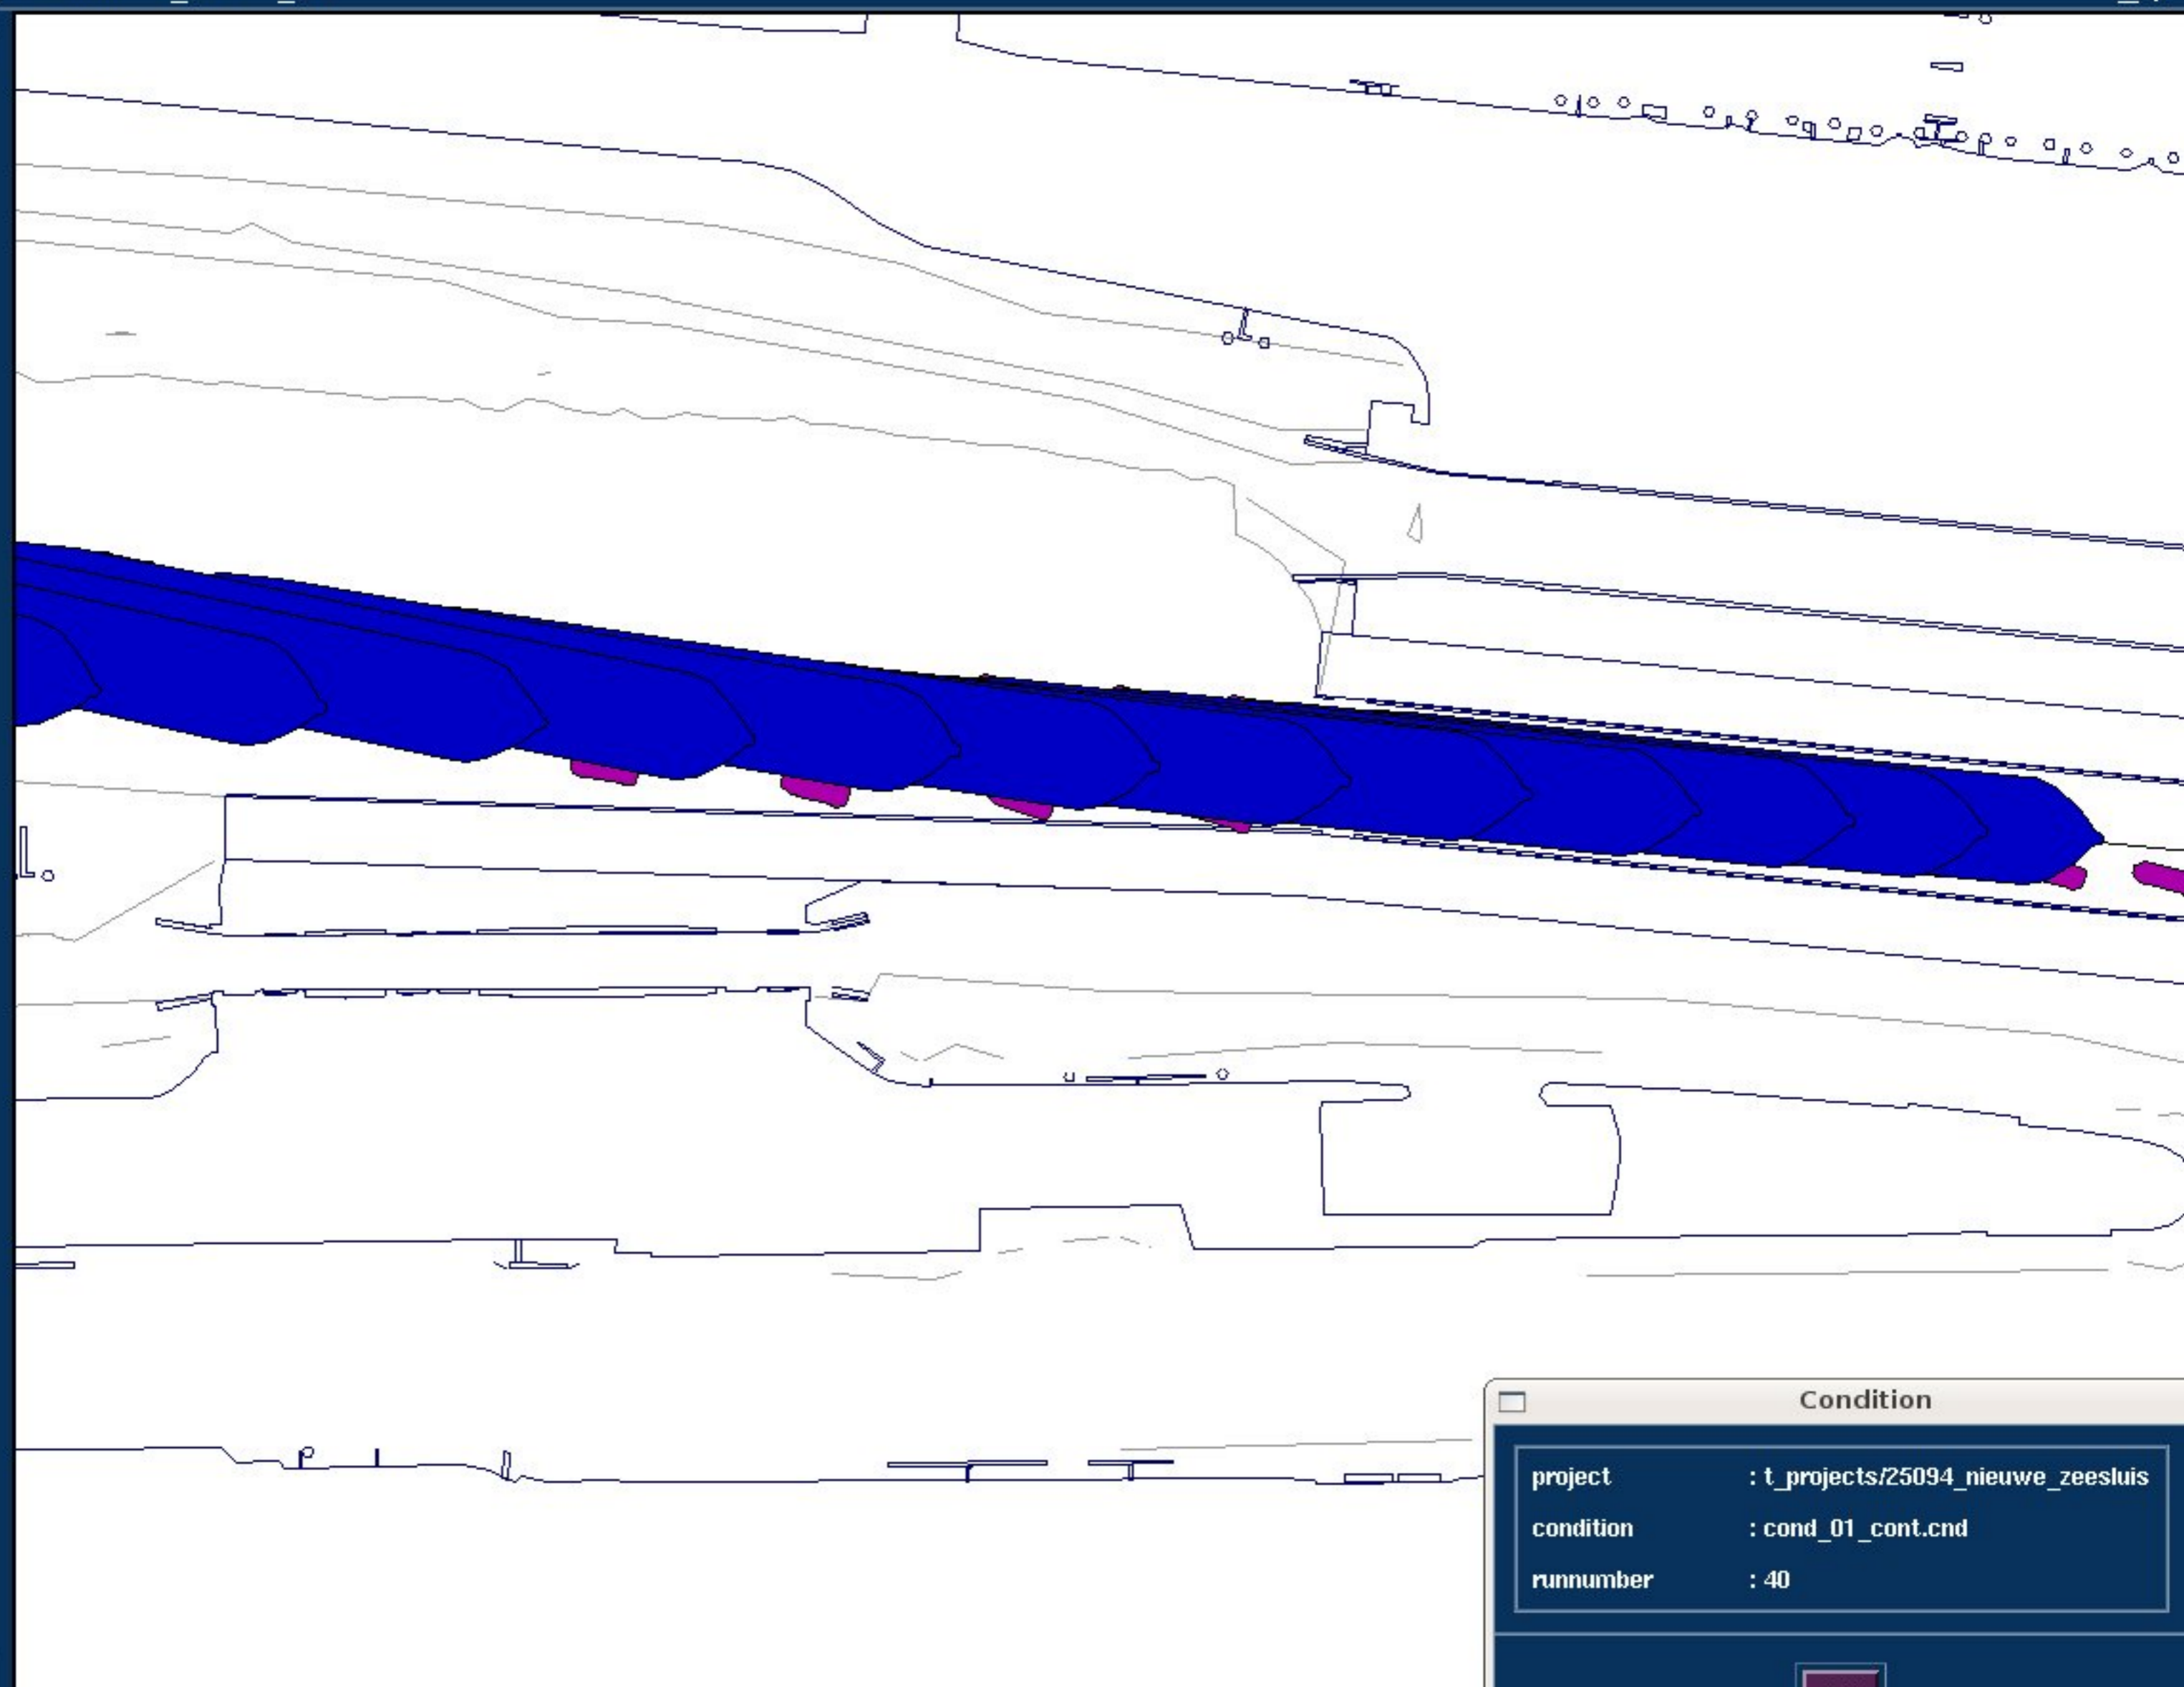 Condition
project : t_projects/25094_nieuwe_zeesluis
condition : cond_01_cont.cnd
runnumber : 40